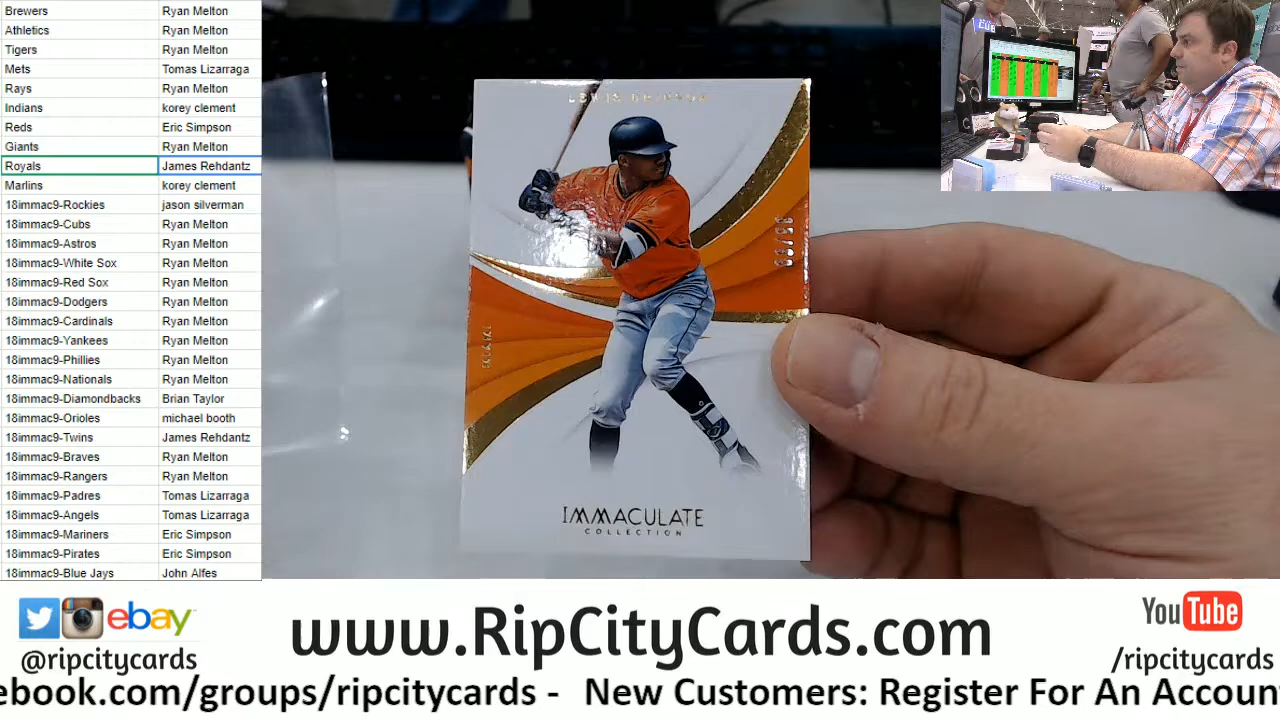 Brewers Ryan Melton
Athletics Ryan Melton
Tigers Ryan Melton
Mets Tomas Lizarraga
Rays Ryan Melton
Indians korey clement
Reds Eric Simpson
Giants Ryan Melton
Royals James Rehdantz
Marlins korey clement
18immac9-Rockies jason silverman
18immac9-Cubs Ryan Melton
18immac9-Astros Ryan Melton
18immac9-White Sox Ryan Melton
18immac9-Red Sox Ryan Melton
18immac9-Dodgers Ryan Melton
18immac9-Cardinals Ryan Melton
18immac9-Yankees Ryan Melton
18immac9-Phillies Ryan Melton
18immac9-Nationals Ryan Melton
18immac9-Diamondbacks Brian Taylor
18immac9-Orioles michael booth
18immac9-Twins James Rehdantz
18immac9-Braves Ryan Melton
18immac9-Rangers Ryan Melton
18immac9-Padres Tomas Lizarraga
18immac9-Angels Tomas Lizarraga
18immac9-Mariners Eric Simpson
18immac9-Pirates Eric Simpson
18immac9-Blue Jays John Alfes
LEWIS BRINSON
IMMACULATE
COLLECTION
ebay
@ripcitycards
www.RipCityCards.com
YouTube
/ripcitycards
ebook.com/groups/ripcitycards - New Customers: Register For An Accoun